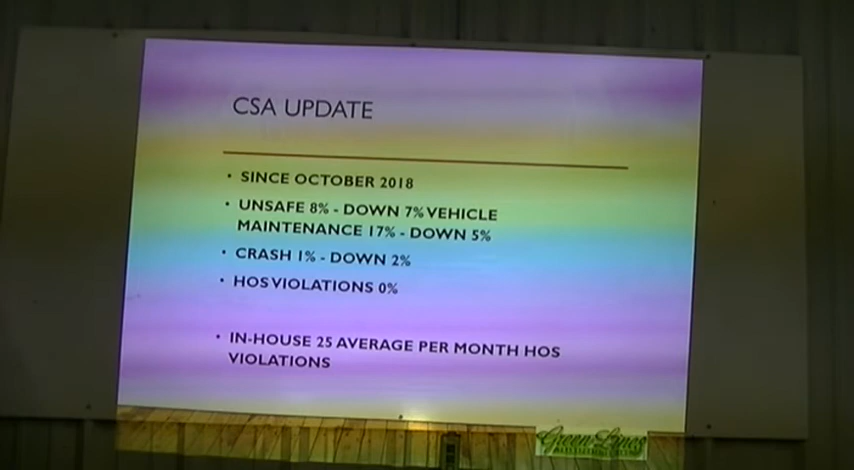 CSA UPDATE
• SINCE OCTOBER 2018
• UNSAFE 8% - DOWN 7% VEHICLE
MAINTENANCE 17% - DOWN 5%
• CRASH 1% - DOWN 2%
• HOS VIOLATIONS 0%
• IN-HOUSE 25 AVERAGE PER MONTH HOS
VIOLATIONS
Green Lines